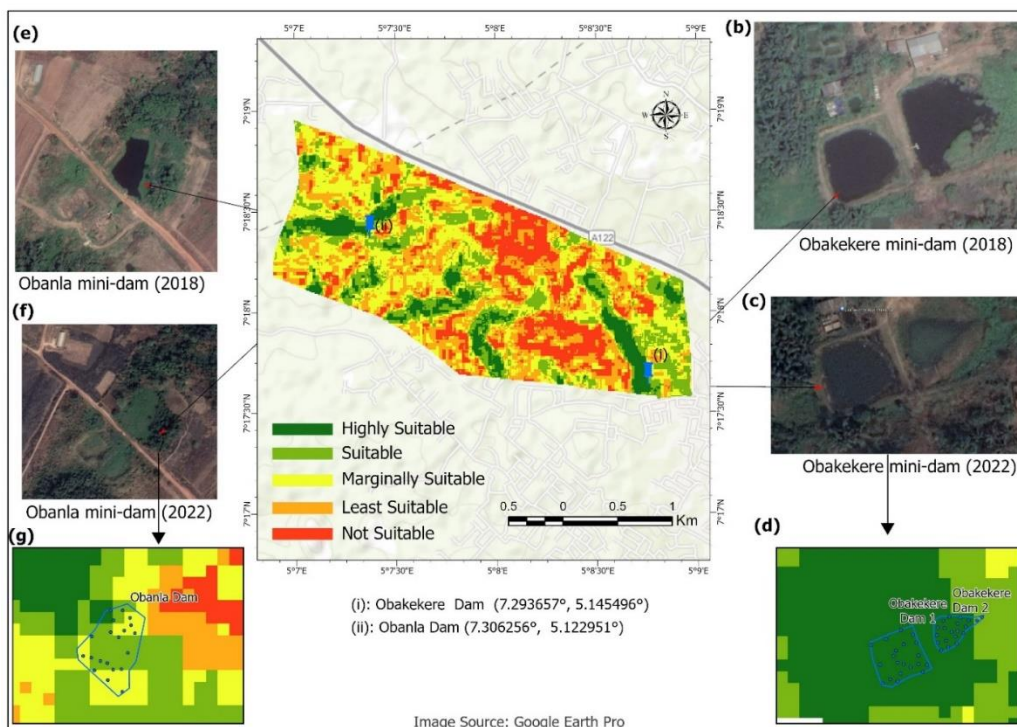 (e)
Obanla mini-dam (2018)
(f)
Obanla mini-dam (2022)
(g)
Obanla Dam
5°7'E
5°7'30"E
5°8'E
5°8'30"E
5°9'E
7°19'N
7°18'30"N
7°18'N
7°17'30"N
7°17'N
N
W E
S
A122
(ii)
(i)
Highly Suitable
Suitable
Marginally Suitable
Least Suitable
Not Suitable
0.5 0 0.5 1
Km
7°19'N
7°18'30"N
7°18'N
7°17'30"N
7°17'N
5°7'E
5°7'30"E
5°8'E
5°8'30"E
5°9'E
(i): Obakekere Dam (7.293657°, 5.145496°)
(ii): Obanla Dam (7.306256°, 5.122951°)
Image Source: Google Earth Pro
(b)
Obakekere mini-dam (2018)
(c)
Obakekere mini-dam (2022)
(d)
Obakekere
Dam 1
Obakekere
Dam 2